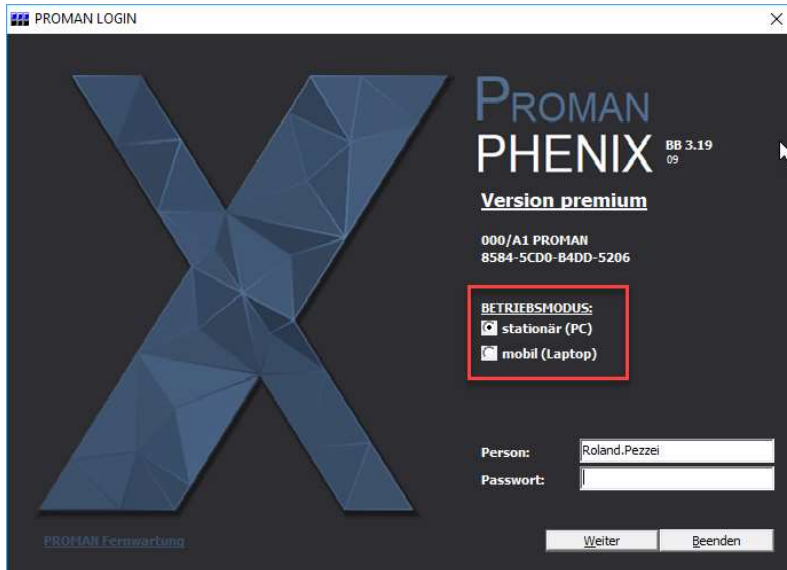 PROMAN LOGIN
PROMAN
PHENIX BB 3.19
09
Version premium
000/A1 PROMAN
8584-5CD0-B4DD-5206
BETRIEBSMODUS:
stationär (PC)
mobil (Laptop)
Person: Roland.Pezzei
Passwort:
PROMAN Fernwartung
Weiter Beenden